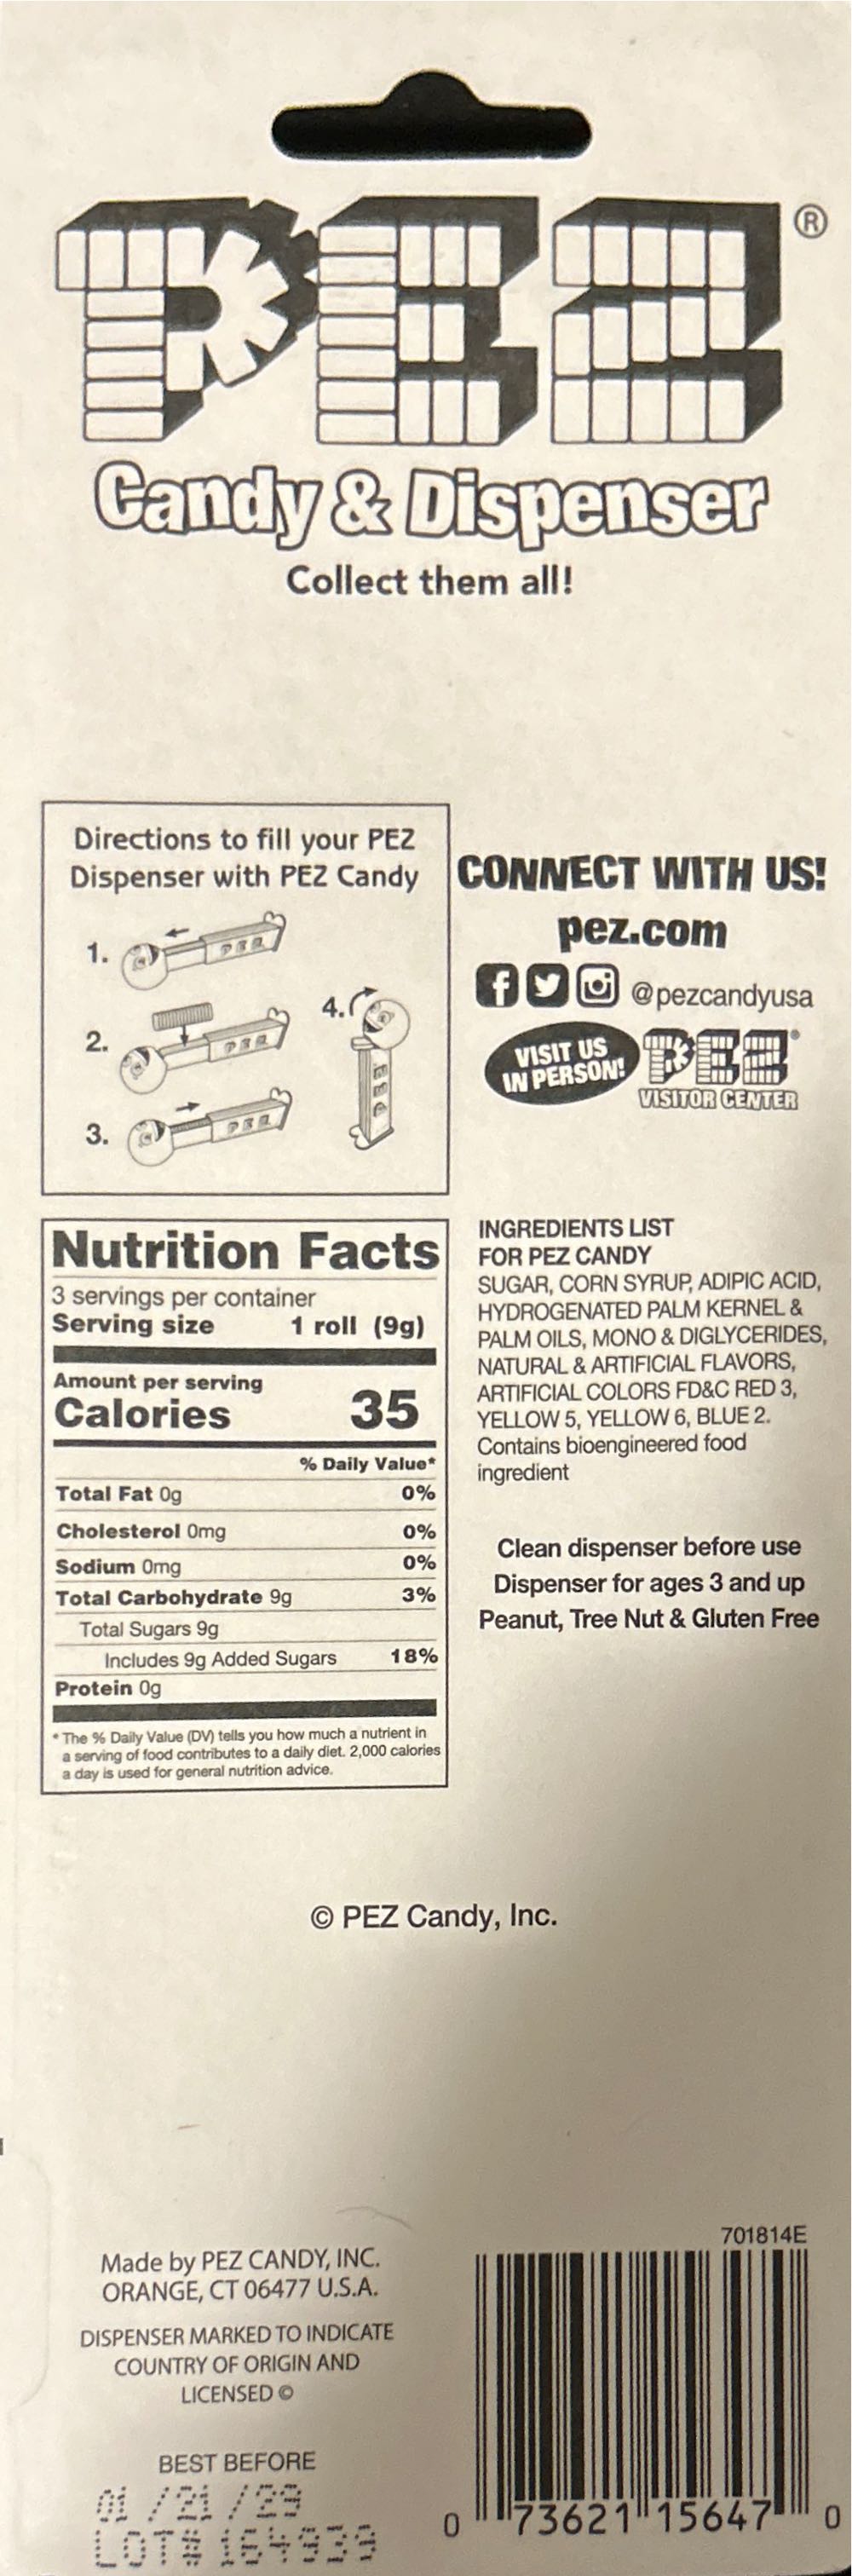 PEZ®
Candy & Dispenser
Collect them all!
Directions to fill your PEZ
Dispenser with PEZ Candy
1.
PEZ
2.
PEZ
3.
PEZ
4.
PEZ
CONNECT WITH US!
pez.com
@pezcandyusa
VISIT US
IN PERSON!
PEZ®
VISITOR CENTER
Nutrition Facts
3 servings per container
Serving size 1 roll (9g)
Amount per serving
Calories 35
% Daily Value*
Total Fat 0g 0%
Cholesterol 0mg 0%
Sodium 0mg 0%
Total Carbohydrate 9g 3%
Total Sugars 9g
Includes 9g Added Sugars 18%
Protein 0g
* The % Daily Value (DV) tells you how much a nutrient in
a serving of food contributes to a daily diet. 2,000 calories
a day is used for general nutrition advice.
INGREDIENTS LIST
FOR PEZ CANDY
SUGAR, CORN SYRUP, ADIPIC ACID,
HYDROGENATED PALM KERNEL &
PALM OILS, MONO & DIGLYCERIDES,
NATURAL & ARTIFICIAL FLAVORS,
ARTIFICIAL COLORS FD&C RED 3,
YELLOW 5, YELLOW 6, BLUE 2.
Contains bioengineered food
ingredient
Clean dispenser before use
Dispenser for ages 3 and up
Peanut, Tree Nut & Gluten Free
© PEZ Candy, Inc.
Made by PEZ CANDY, INC.
ORANGE, CT 06477 U.S.A.
DISPENSER MARKED TO INDICATE
COUNTRY OF ORIGIN AND
LICENSED ©
BEST BEFORE
01 / 21 / 29
LOT# 164939
701814E
0 73621 15647 0